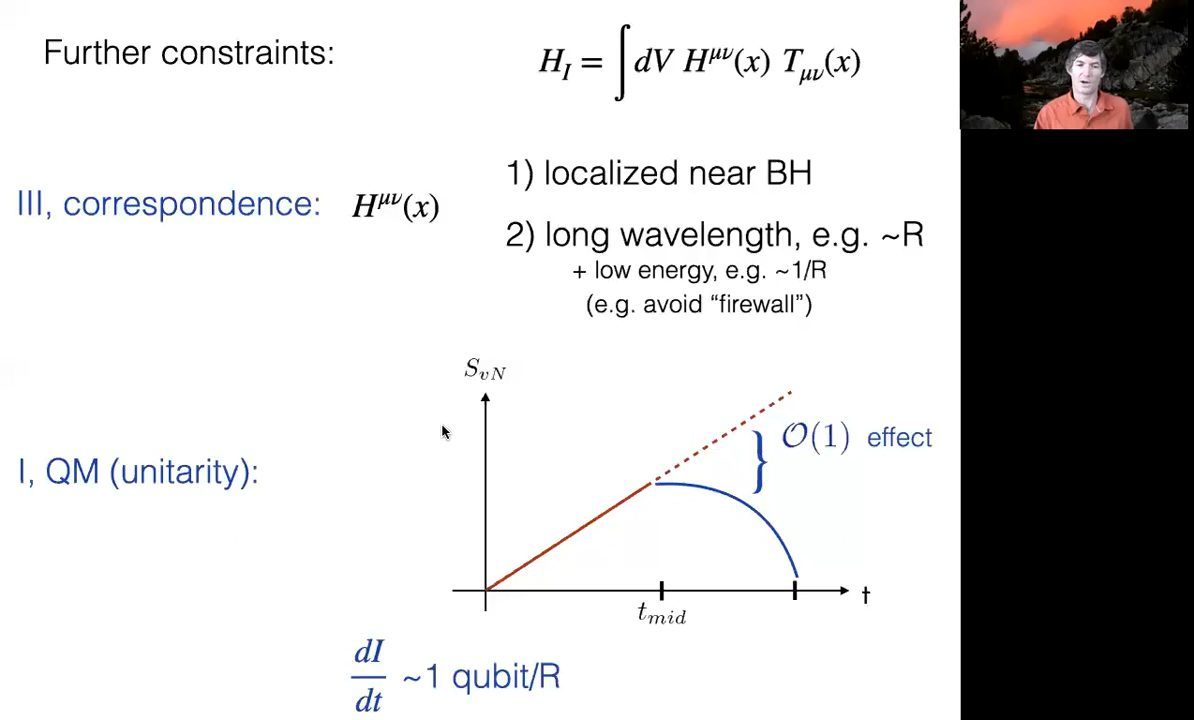 Further constraints:
H_I = ∫ dV H^{μν}(x) T_{μν}(x)
1) localized near BH
III, correspondence: H^{μν}(x)
2) long wavelength, e.g. ~R
+ low energy, e.g. ~1/R
(e.g. avoid “firewall”)
S_{vN}
𝒪(1) effect
I, QM (unitarity):
t
t_{mid}
dI/dt ~1 qubit/R